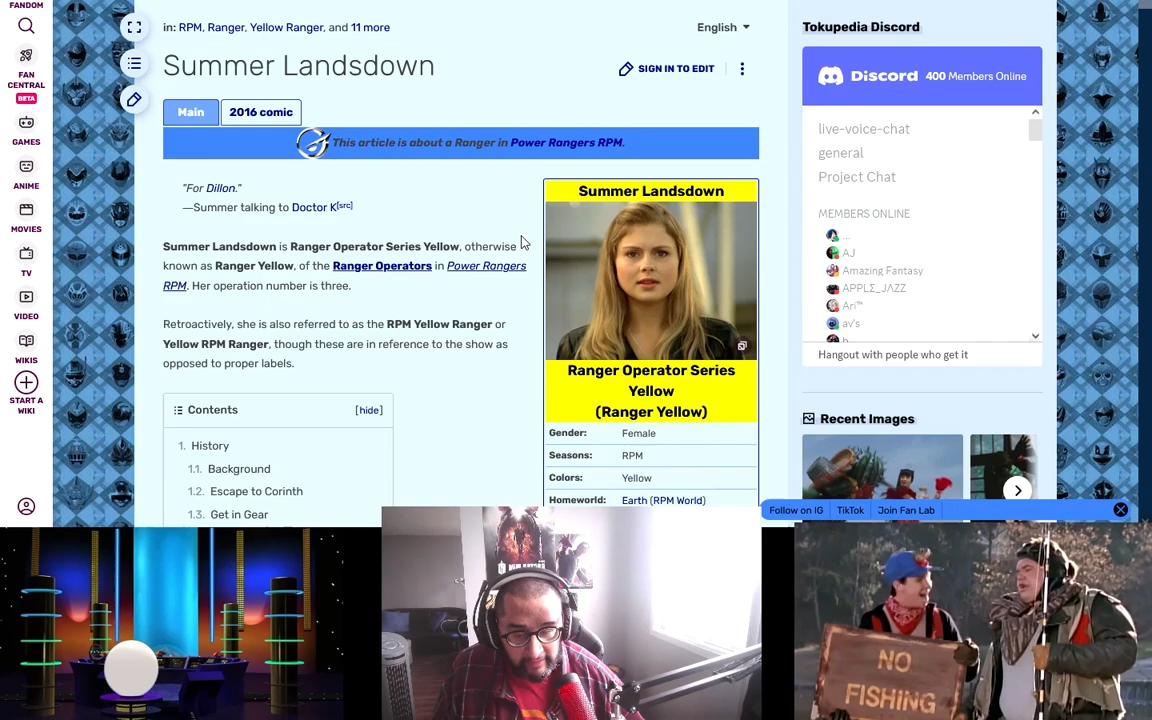 FANDOM
FAN
CENTRAL
BETA
GAMES
ANIME
MOVIES
TV
VIDEO
WIKIS
START A
WIKI
in: RPM, Ranger, Yellow Ranger, and 11 more
English
Summer Landsdown
SIGN IN TO EDIT
Main
2016 comic
This article is about a Ranger in Power Rangers RPM.
"For Dillon."
—Summer talking to Doctor K[src]
Summer Landsdown is Ranger Operator Series Yellow, otherwise
known as Ranger Yellow, of the Ranger Operators in Power Rangers
RPM. Her operation number is three.
Retroactively, she is also referred to as the RPM Yellow Ranger or
Yellow RPM Ranger, though these are in reference to the show as
opposed to proper labels.
Contents [hide]
1. History
1.1. Background
1.2. Escape to Corinth
1.3. Get in Gear
Summer Landsdown
Ranger Operator Series
Yellow
(Ranger Yellow)
Gender: Female
Seasons: RPM
Colors: Yellow
Homeworld: Earth (RPM World)
Tokupedia Discord
Discord 400 Members Online
live-voice-chat
general
Project Chat
MEMBERS ONLINE
...
AJ
Amazing Fantasy
APPLΣ_JΛZZ
Ari™
av's
Hangout with people who get it
Recent Images
Follow on IG
TikTok
Join Fan Lab
NO
FISHING